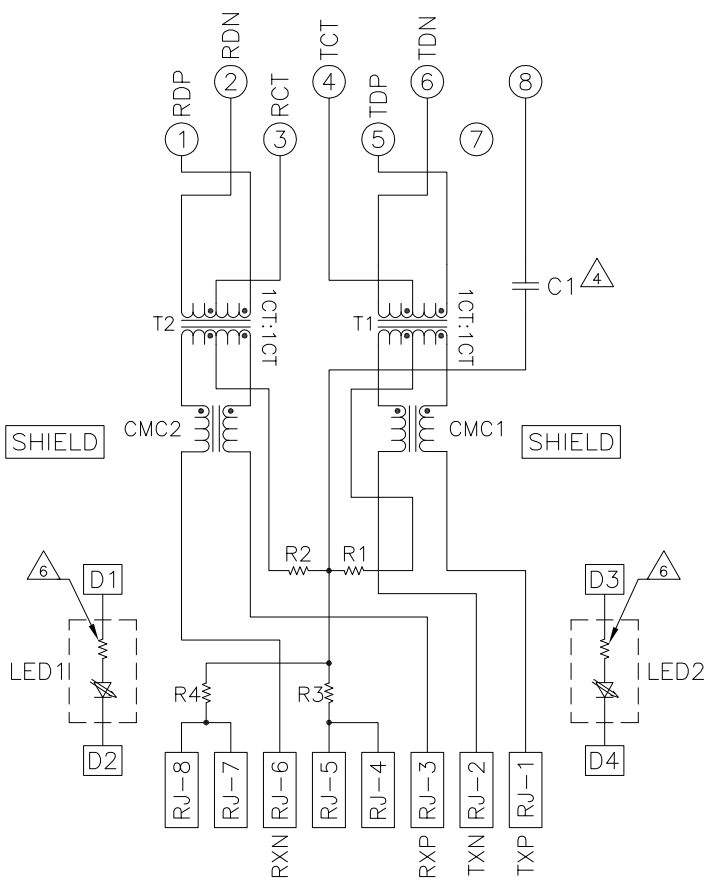 RDP
RDN
RCT
TCT
TDP
TDN
1
2
3
4
5
6
7
8
C1
4
T2
1CT:1CT
T1
1CT:1CT
SHIELD
CMC2
CMC1
SHIELD
R2
R1
6
D1
LED1
D2
D3
6
LED2
D4
R4
R3
RJ-8
RJ-7
RJ-6
RJ-5
RJ-4
RJ-3
RJ-2
RJ-1
RXN
RXP
TXN
TXP